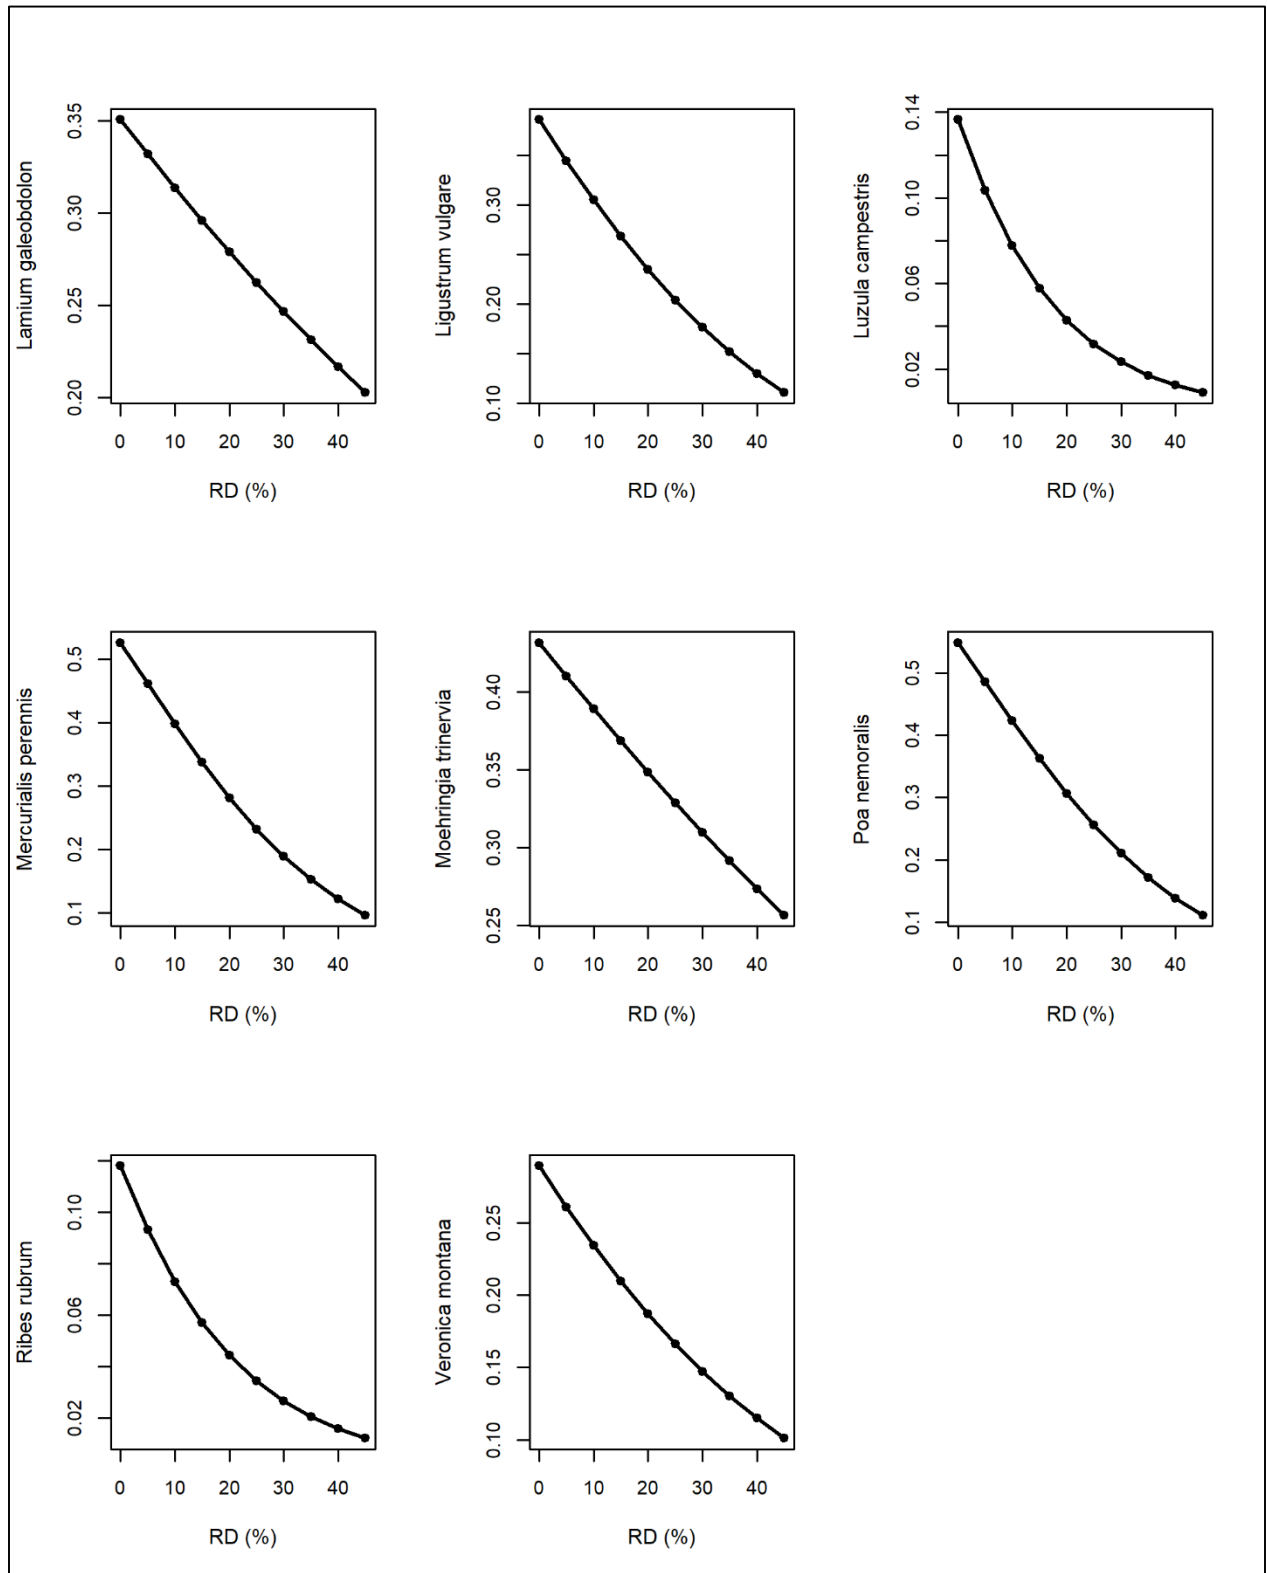 Lamium galeobdolon
0.35
0.30
0.25
0.20
0 10 20 30 40
RD (%)
Ligustrum vulgare
0.30
0.20
0.10
0 10 20 30 40
RD (%)
Luzula campestris
0.14
0.10
0.06
0.02
0 10 20 30 40
RD (%)
Mercurialis perennis
0.5
0.4
0.3
0.2
0.1
0 10 20 30 40
RD (%)
Moehringia trinervia
0.40
0.35
0.30
0.25
0 10 20 30 40
RD (%)
Poa nemoralis
0.5
0.4
0.3
0.2
0.1
0 10 20 30 40
RD (%)
Ribes rubrum
0.10
0.06
0.02
0 10 20 30 40
RD (%)
Veronica montana
0.25
0.20
0.15
0.10
0 10 20 30 40
RD (%)